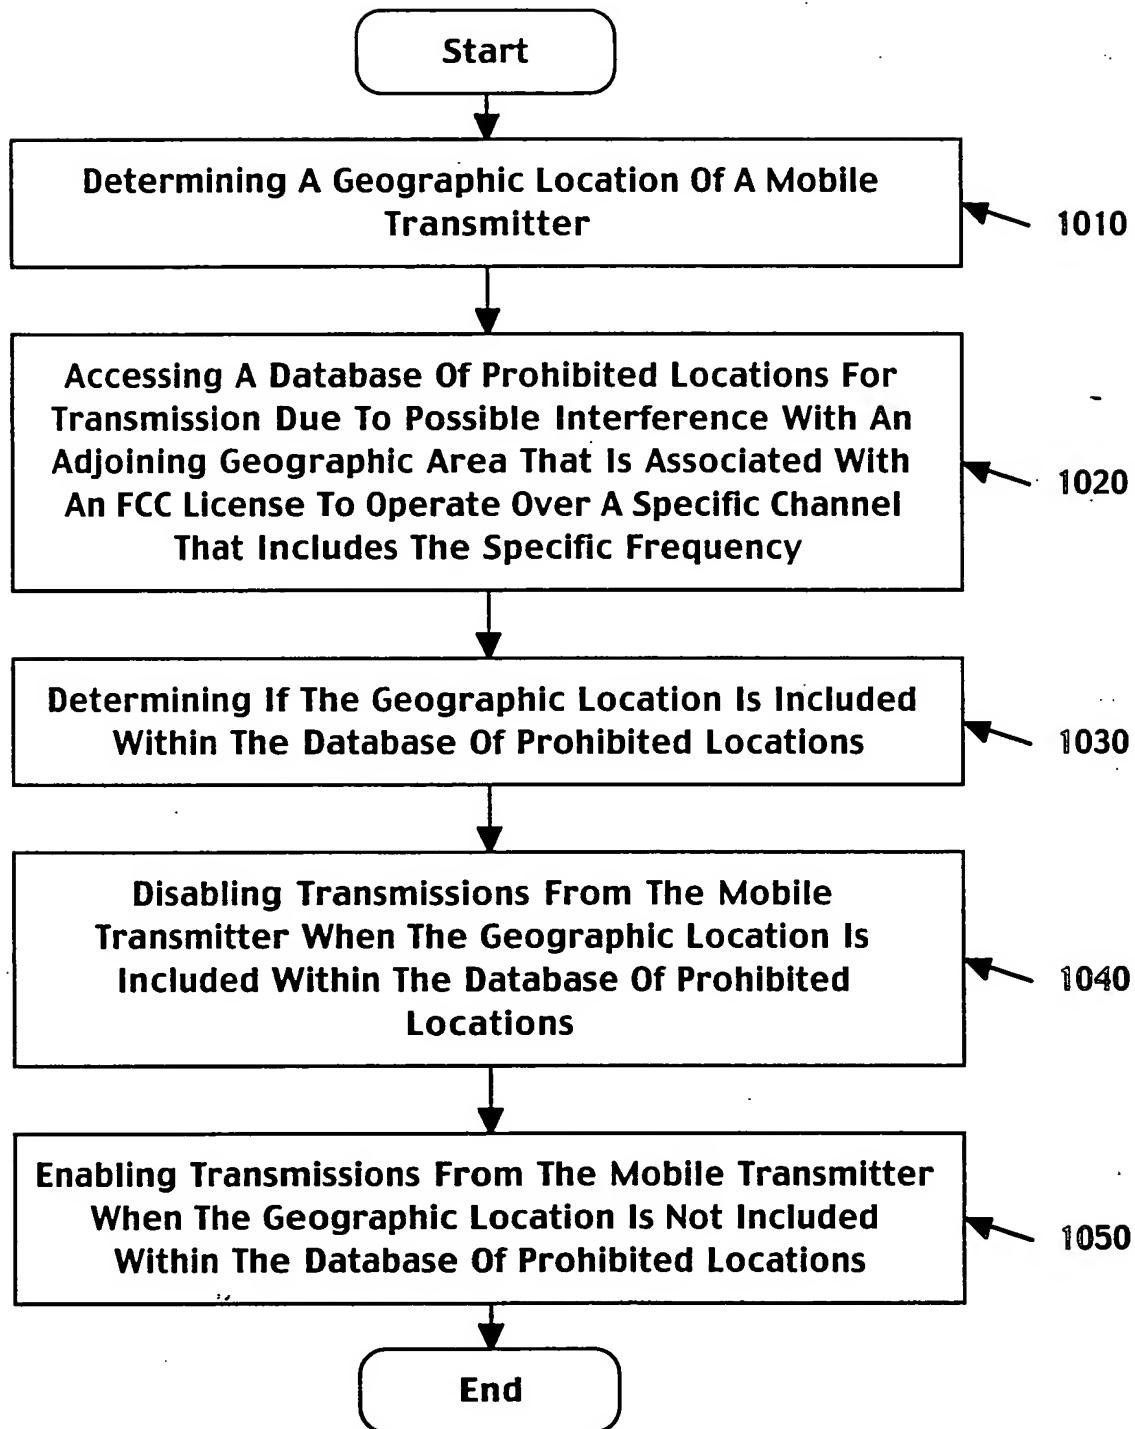 Start
Determining A Geographic Location Of A Mobile
Transmitter
1010
Accessing A Database Of Prohibited Locations For
Transmission Due To Possible Interference With An
Adjoining Geographic Area That Is Associated With
An FCC License To Operate Over A Specific Channel
That Includes The Specific Frequency
1020
Determining If The Geographic Location Is Included
Within The Database Of Prohibited Locations
1030
Disabling Transmissions From The Mobile
Transmitter When The Geographic Location Is
Included Within The Database Of Prohibited
Locations
1040
Enabling Transmissions From The Mobile Transmitter
When The Geographic Location Is Not Included
Within The Database Of Prohibited Locations
1050
End